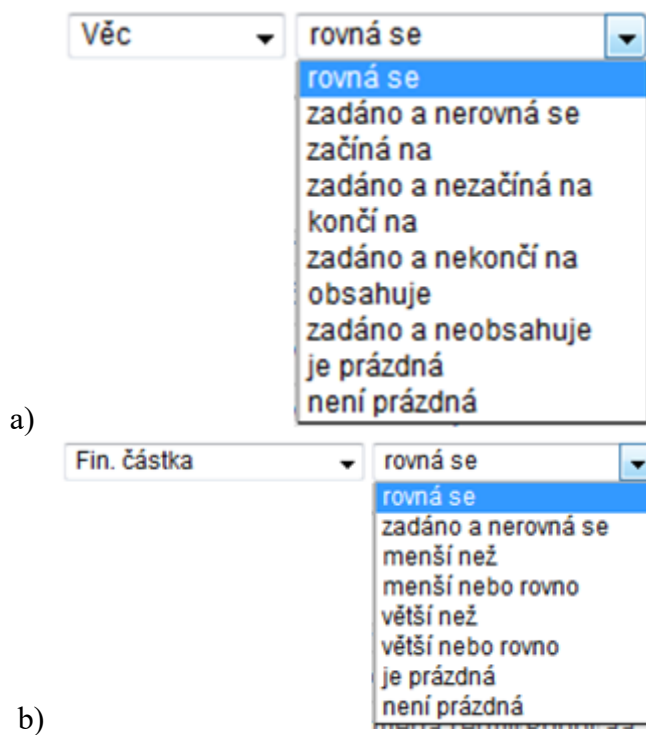 Věc rovná se
rovná se
zadáno a nerovná se
začíná na
zadáno a nezačíná na
končí na
zadáno a nekončí na
obsahuje
zadáno a neobsahuje
je prázdná
není prázdná
a)
Fin. částka rovná se
rovná se
zadáno a nerovná se
menší než
menší nebo rovno
větší než
větší nebo rovno
je prázdná
není prázdná
b)